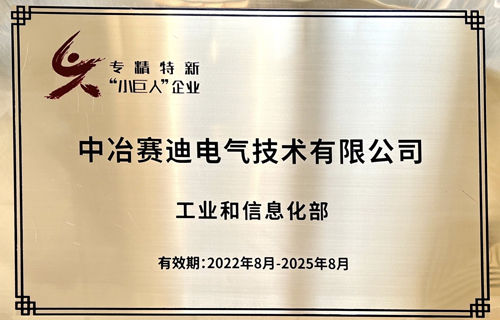 专精特新
“小巨人”企业
中冶赛迪电气技术有限公司
工业和信息化部
有效期:2022年8月-2025年8月